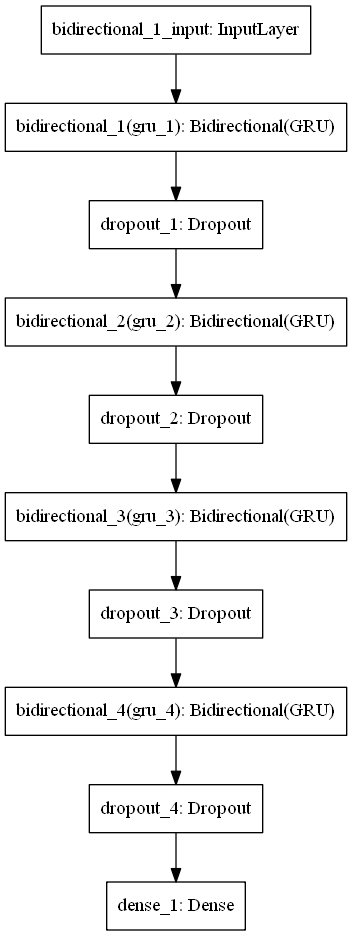 bidirectional_1_input: InputLayer
bidirectional_1(gru_1): Bidirectional(GRU)
dropout_1: Dropout
bidirectional_2(gru_2): Bidirectional(GRU)
dropout_2: Dropout
bidirectional_3(gru_3): Bidirectional(GRU)
dropout_3: Dropout
bidirectional_4(gru_4): Bidirectional(GRU)
dropout_4: Dropout
dense_1: Dense